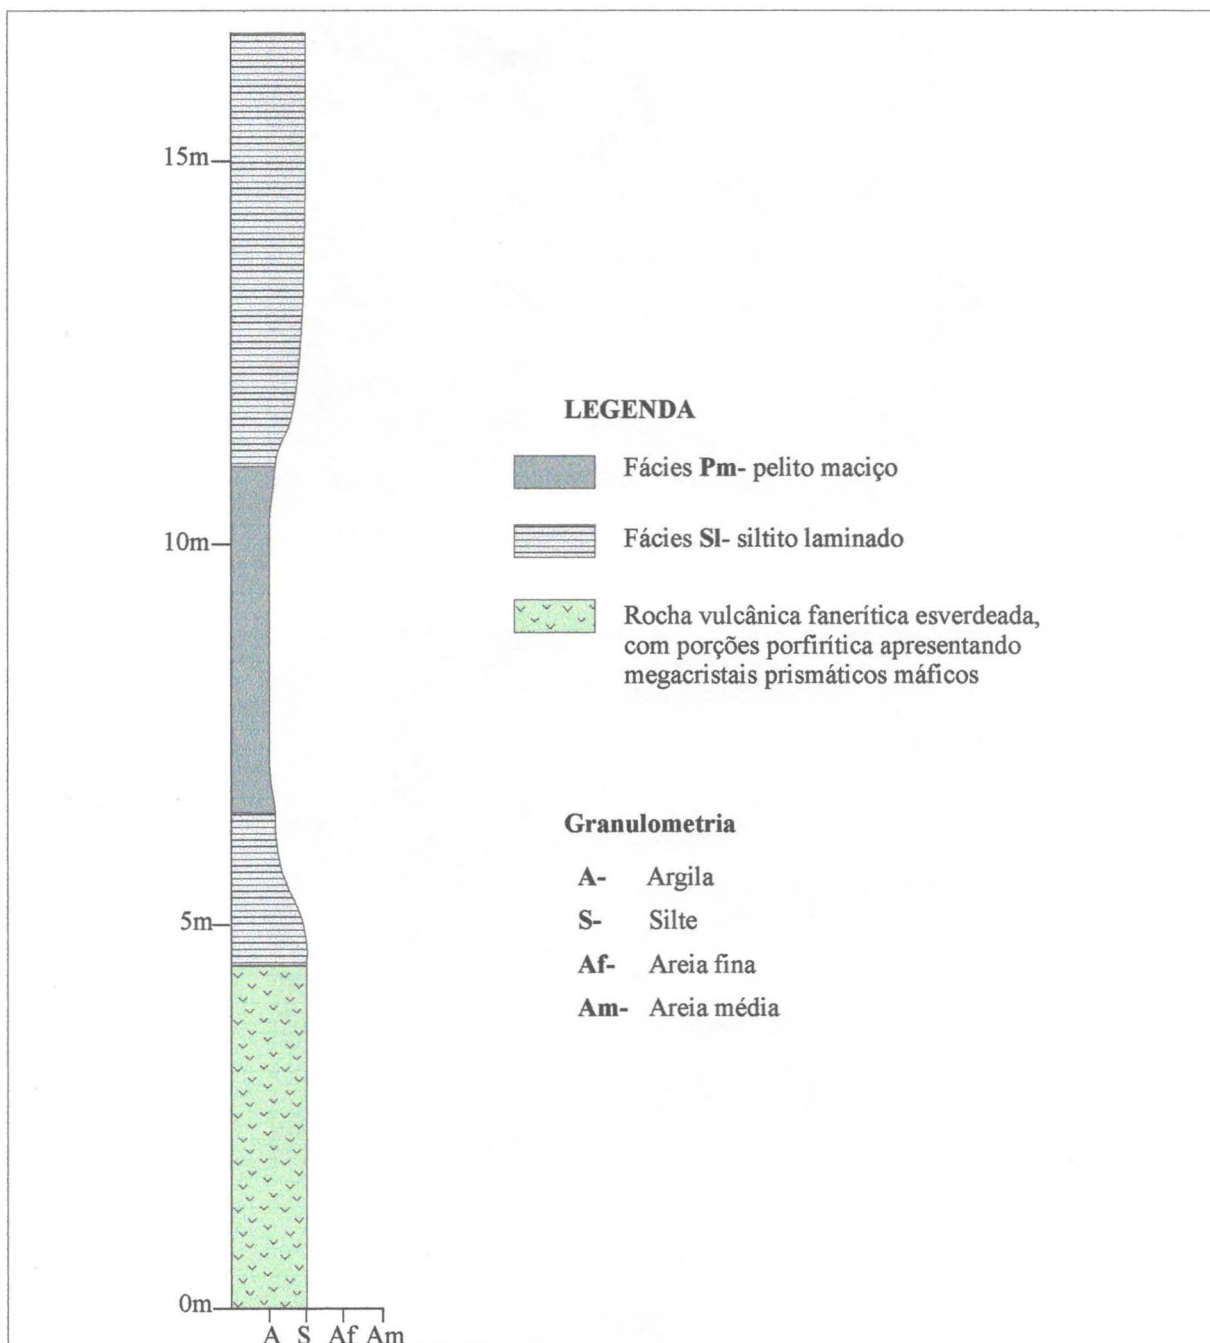 15m
10m
5m
0m
A S Af Am
LEGENDA
Fácies Pm- pelito maciço
Fácies Sl- siltito laminado
Rocha vulcânica fanerítica esverdeada,
com porções porfirítica apresentando
megacristais prismáticos máficos
Granulometria
A- Argila
S- Silte
Af- Areia fina
Am- Areia média